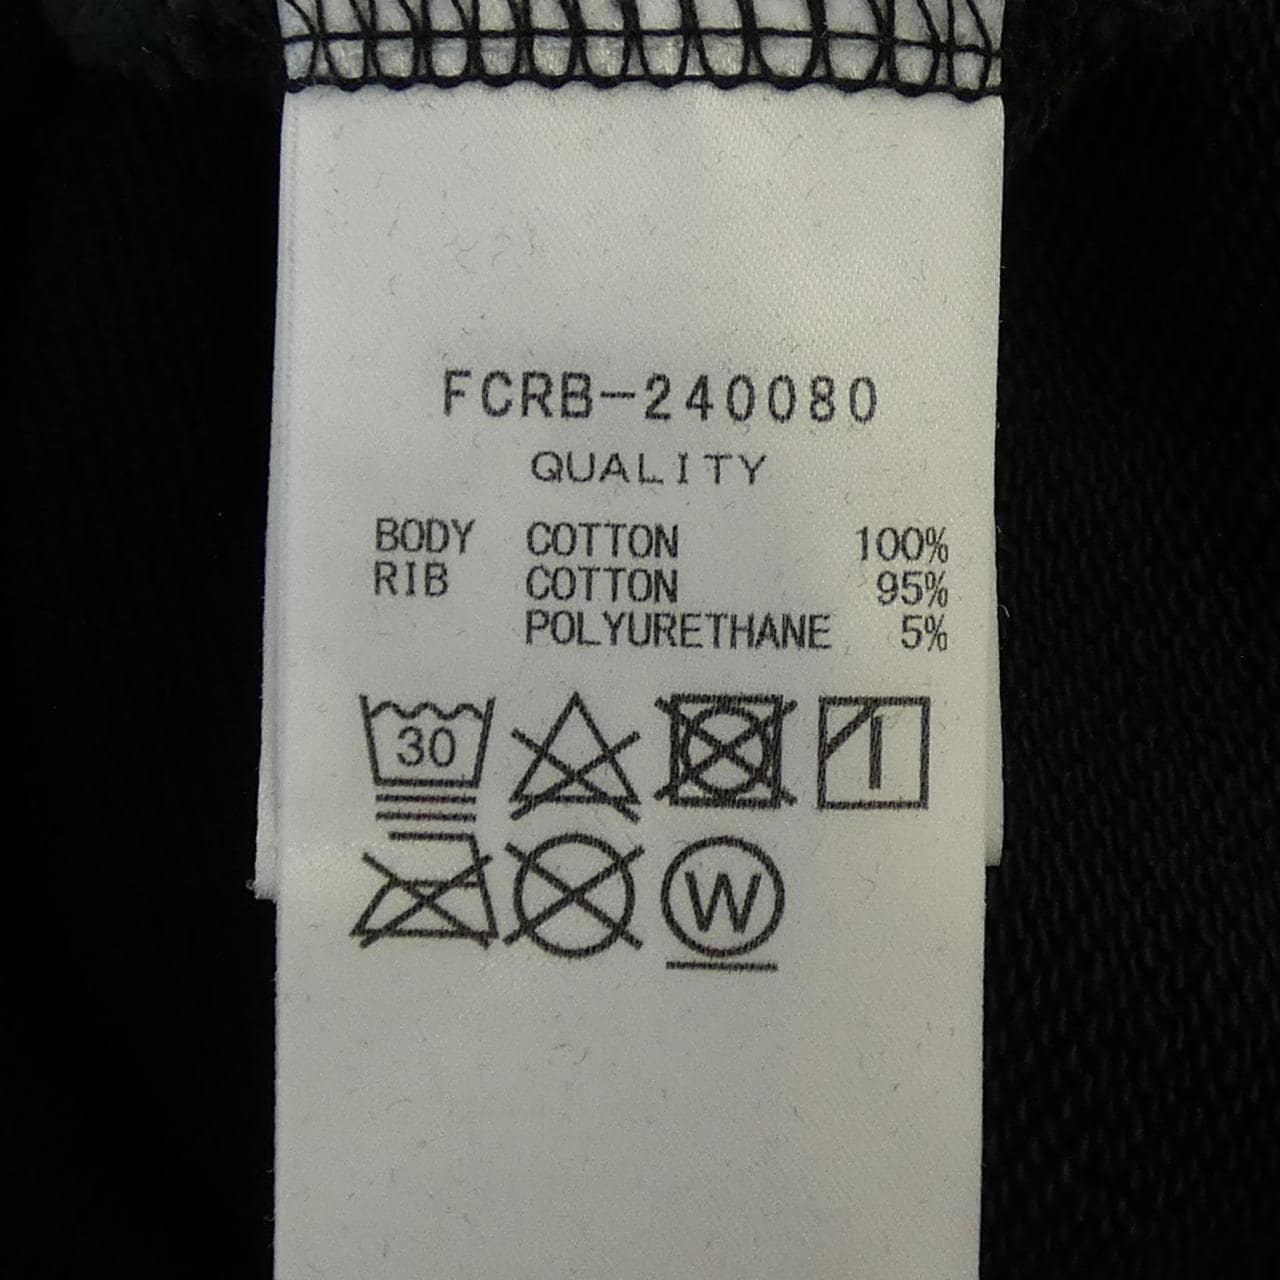 FCRB-240080
QUALITY
BODY COTTON 100%
RIB COTTON 95%
POLYURETHANE 5%
30
W